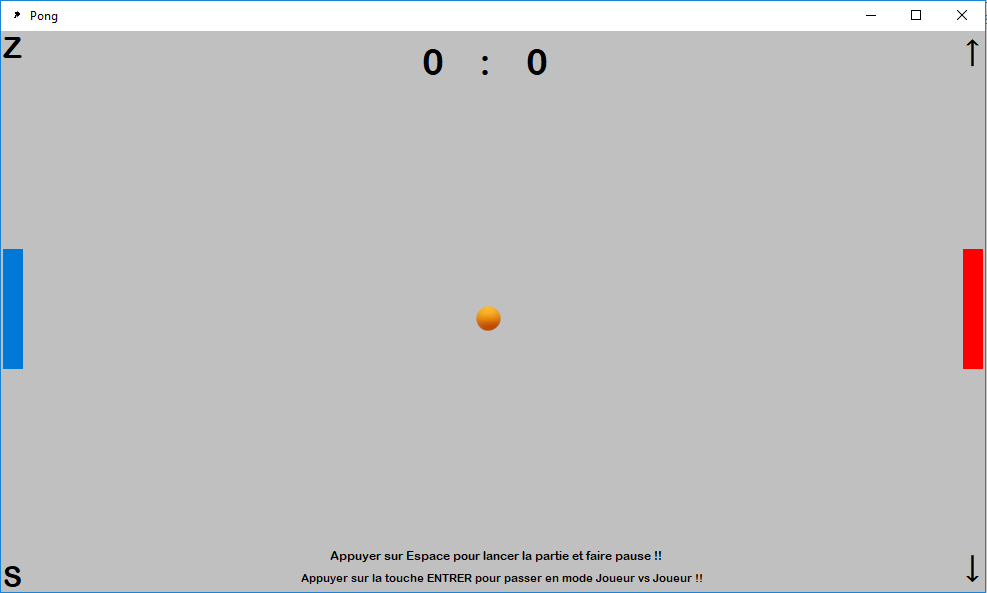 Pong
Z
0 : 0
↑
Appuyer sur Espace pour lancer la partie et faire pause !!
S
Appuyer sur la touche ENTRER pour passer en mode Joueur vs Joueur !!
↓